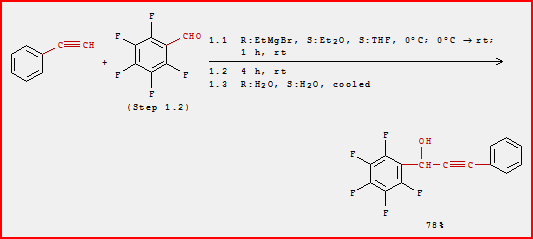 1.1 R:EtMgBr, S:Et2O, S:THF, 0°C; 0°C → rt;
1 h, rt
1.2 4 h, rt
1.3 R:H2O, S:H2O, cooled
C≡CH
+
F
CHO
F
F
F
F
(Step 1.2)
F
OH
F
CH
C≡C
F
F
F
78%